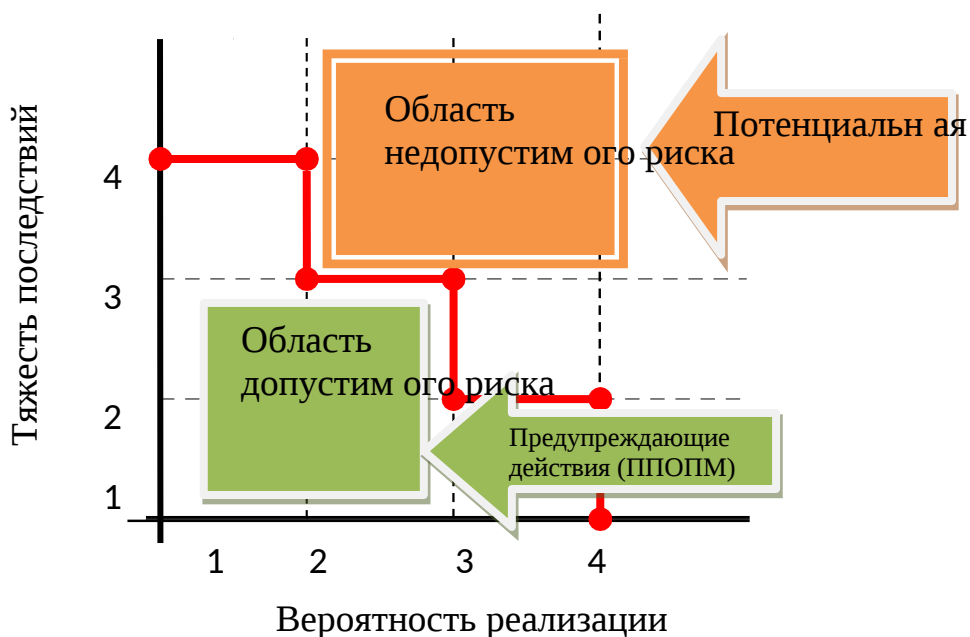 Тяжесть последствий
4
3
2
1
Область
недопустим ого риска
Потенциальн ая
Область
допустим ого риска
Предупреждающие
действия (ППОПМ)
1 2 3 4
Вероятность реализации